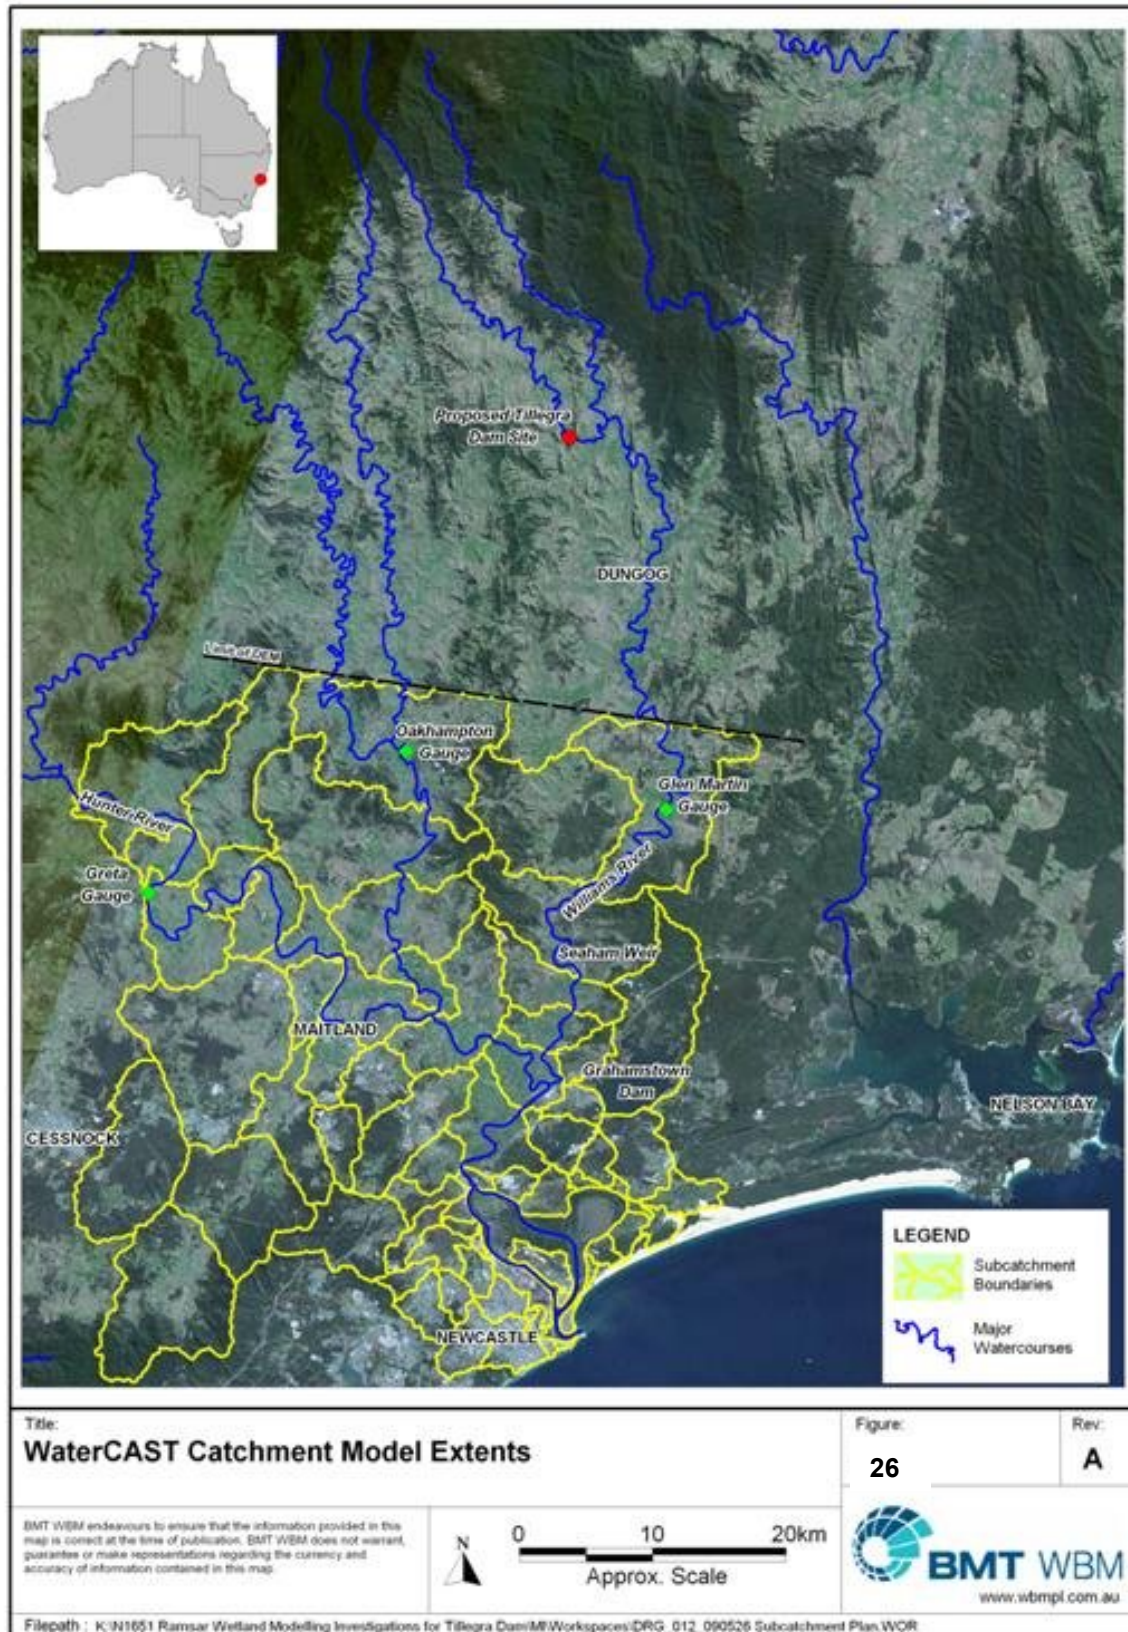 Proposed Tillegra
Dam Site
DUNGOG
Limit of DEM
Oakhampton
Gauge
Glen Martin
Gauge
Hunter River
Greta
Gauge
Williams River
Seaham Weir
MAITLAND
Grahamstown
Dam
NELSON BAY
CESSNOCK
NEWCASTLE
LEGEND
Subcatchment
Boundaries
Major
Watercourses
Title:
WaterCAST Catchment Model Extents
Figure:
26
Rev:
A
BMT WBM endeavours to ensure that the information provided in this
map is correct at the time of publication. BMT WBM does not warrant,
guarantee or make representations regarding the currency and
accuracy of information contained in this map.
N
0 10 20km
Approx. Scale
BMT WBM
www.wbmpl.com.au
Filepath : K:\N1651 Ramsar Wetland Modelling Investigations for Tillegra Dam\MI\Workspaces\DRG_012_090526 Subcatchment Plan.WOR